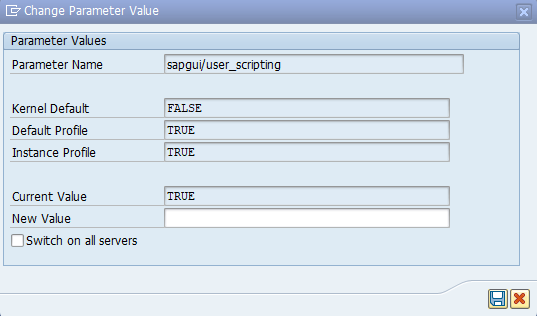 Change Parameter Value
Parameter Values
Parameter Name sapgui/user_scripting
Kernel Default FALSE
Default Profile TRUE
Instance Profile TRUE
Current Value TRUE
New Value
Switch on all servers